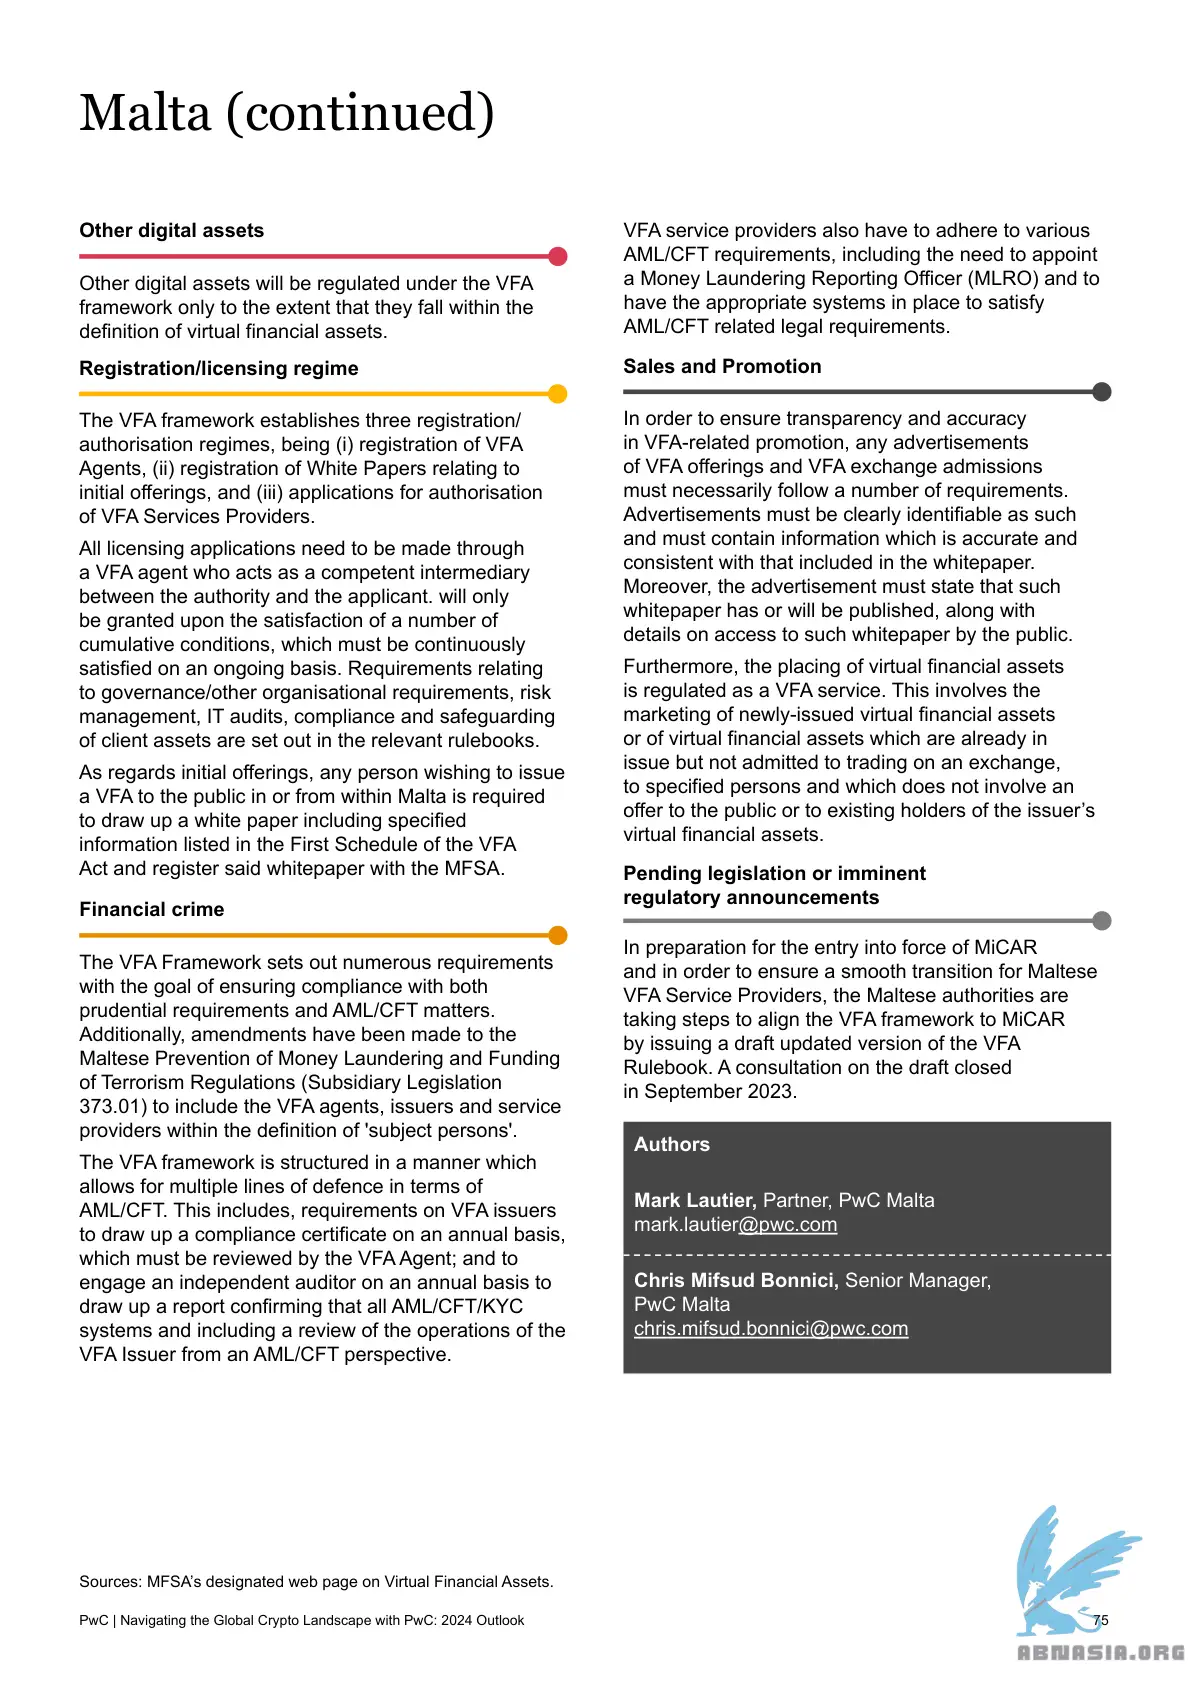 Malta (continued)
Other digital assets
Other digital assets will be regulated under the VFA
framework only to the extent that they fall within the
definition of virtual financial assets.
Registration/licensing regime
The VFA framework establishes three registration/
authorisation regimes, being (i) registration of VFA
Agents, (ii) registration of White Papers relating to
initial offerings, and (iii) applications for authorisation
of VFA Services Providers.
All licensing applications need to be made through
a VFA agent who acts as a competent intermediary
between the authority and the applicant. will only
be granted upon the satisfaction of a number of
cumulative conditions, which must be continuously
satisfied on an ongoing basis. Requirements relating
to governance/other organisational requirements, risk
management, IT audits, compliance and safeguarding
of client assets are set out in the relevant rulebooks.
As regards initial offerings, any person wishing to issue
a VFA to the public in or from within Malta is required
to draw up a white paper including specified
information listed in the First Schedule of the VFA
Act and register said whitepaper with the MFSA.
Financial crime
The VFA Framework sets out numerous requirements
with the goal of ensuring compliance with both
prudential requirements and AML/CFT matters.
Additionally, amendments have been made to the
Maltese Prevention of Money Laundering and Funding
of Terrorism Regulations (Subsidiary Legislation
373.01) to include the VFA agents, issuers and service
providers within the definition of 'subject persons'.
The VFA framework is structured in a manner which
allows for multiple lines of defence in terms of
AML/CFT. This includes, requirements on VFA issuers
to draw up a compliance certificate on an annual basis,
which must be reviewed by the VFA Agent; and to
engage an independent auditor on an annual basis to
draw up a report confirming that all AML/CFT/KYC
systems and including a review of the operations of the
VFA Issuer from an AML/CFT perspective.
VFA service providers also have to adhere to various
AML/CFT requirements, including the need to appoint
a Money Laundering Reporting Officer (MLRO) and to
have the appropriate systems in place to satisfy
AML/CFT related legal requirements.
Sales and Promotion
In order to ensure transparency and accuracy
in VFA-related promotion, any advertisements
of VFA offerings and VFA exchange admissions
must necessarily follow a number of requirements.
Advertisements must be clearly identifiable as such
and must contain information which is accurate and
consistent with that included in the whitepaper.
Moreover, the advertisement must state that such
whitepaper has or will be published, along with
details on access to such whitepaper by the public.
Furthermore, the placing of virtual financial assets
is regulated as a VFA service. This involves the
marketing of newly-issued virtual financial assets
or of virtual financial assets which are already in
issue but not admitted to trading on an exchange,
to specified persons and which does not involve an
offer to the public or to existing holders of the issuer’s
virtual financial assets.
Pending legislation or imminent
regulatory announcements
In preparation for the entry into force of MiCAR
and in order to ensure a smooth transition for Maltese
VFA Service Providers, the Maltese authorities are
taking steps to align the VFA framework to MiCAR
by issuing a draft updated version of the VFA
Rulebook. A consultation on the draft closed
in September 2023.
Authors
Mark Lautier, Partner, PwC Malta
mark.lautier@pwc.com
Chris Mifsud Bonnici, Senior Manager,
PwC Malta
chris.mifsud.bonnici@pwc.com
Sources: MFSA’s designated web page on Virtual Financial Assets.
PwC | Navigating the Global Crypto Landscape with PwC: 2024 Outlook
75
ABNASIA.ORG